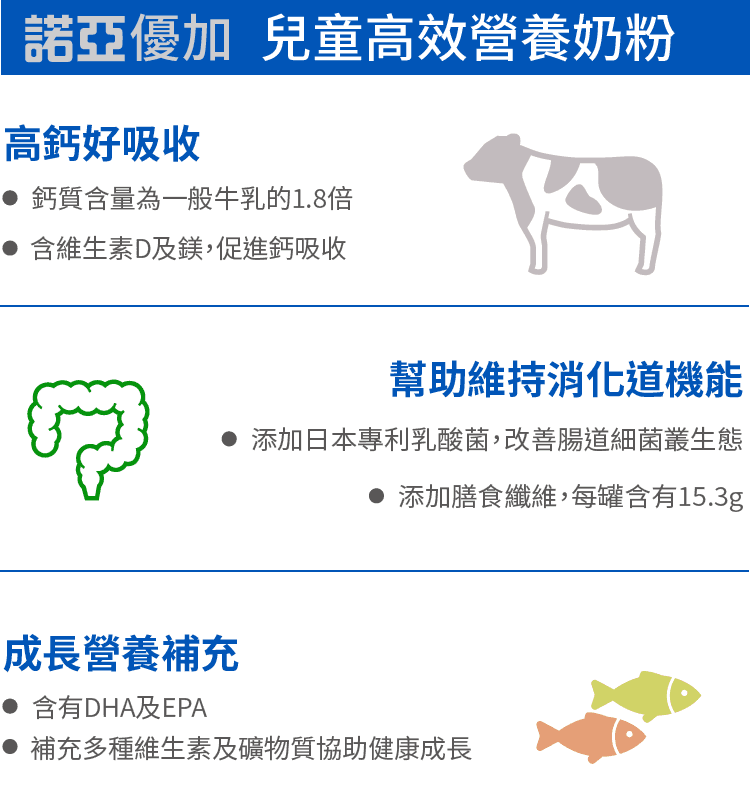 諾亞優加 兒童高效營養奶粉
高鈣好吸收
● 鈣質含量為一般牛乳的1.8倍
● 含維生素D及鎂，促進鈣吸收
幫助維持消化道機能
● 添加日本專利乳酸菌，改善腸道細菌叢生態
● 添加膳食纖維，每罐含有15.3g
成長營養補充
● 含有DHA及EPA
● 補充多種維生素及礦物質協助健康成長